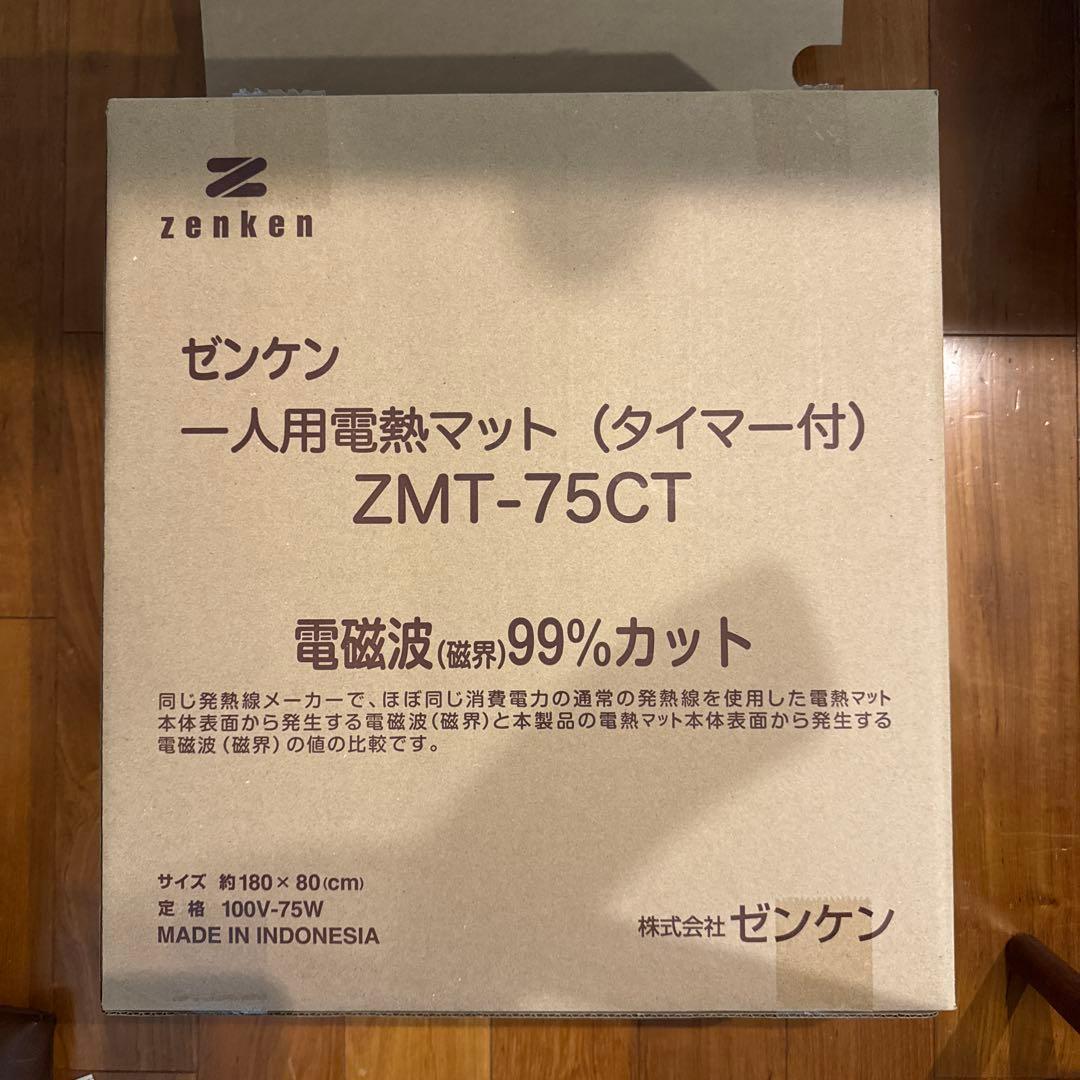 zenken
ゼンケン
一人用電熱マット（タイマー付）
ZMT-75CT
電磁波(磁界)99%カット
同じ発熱線メーカーで、ほぼ同じ消費電力の通常の発熱線を使用した電熱マット
本体表面から発生する電磁波（磁界）と本製品の電熱マット本体表面から発生する
電磁波（磁界）の値の比較です。
サイズ 約180×80(cm)
定格 100V-75W
MADE IN INDONESIA
株式会社ゼンケン